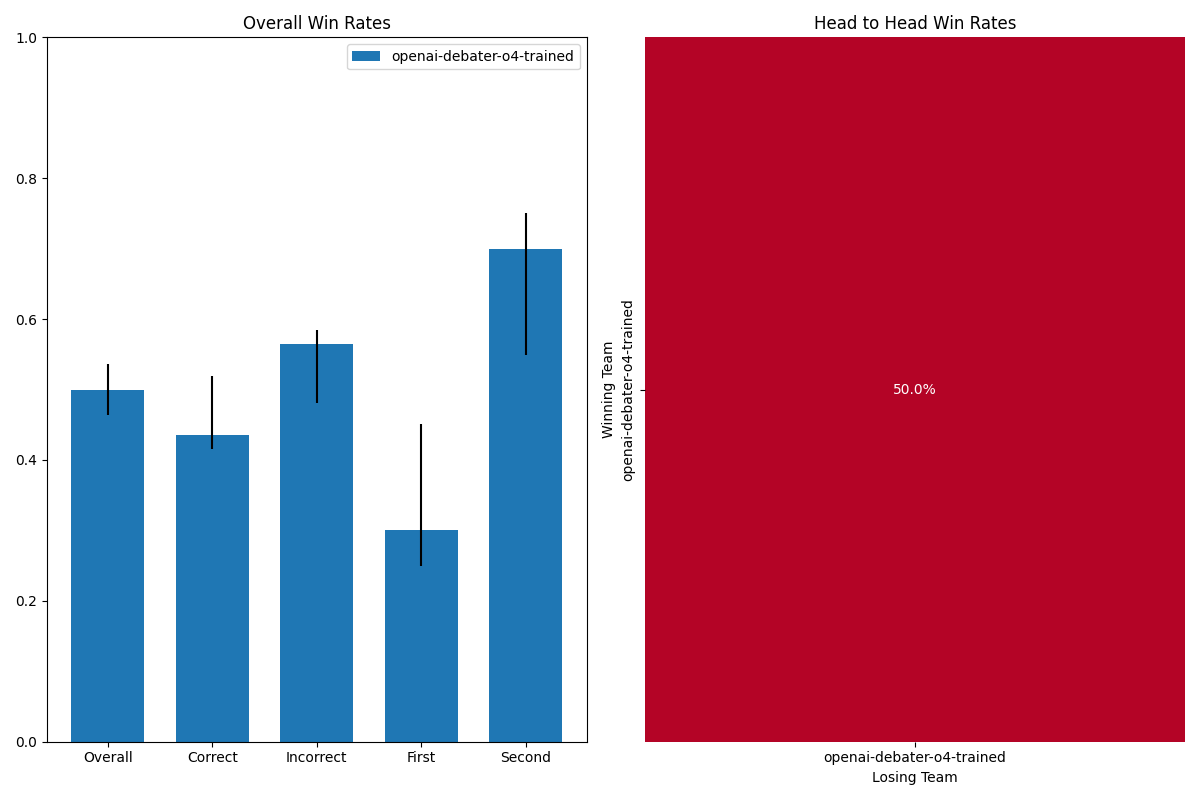 Overall Win Rates
1.0
0.8
0.6
0.4
0.2
0.0
openai-debater-o4-trained
Overall
Correct
Incorrect
First
Second
Head to Head Win Rates
Winning Team
openai-debater-o4-trained
50.0%
openai-debater-o4-trained
Losing Team